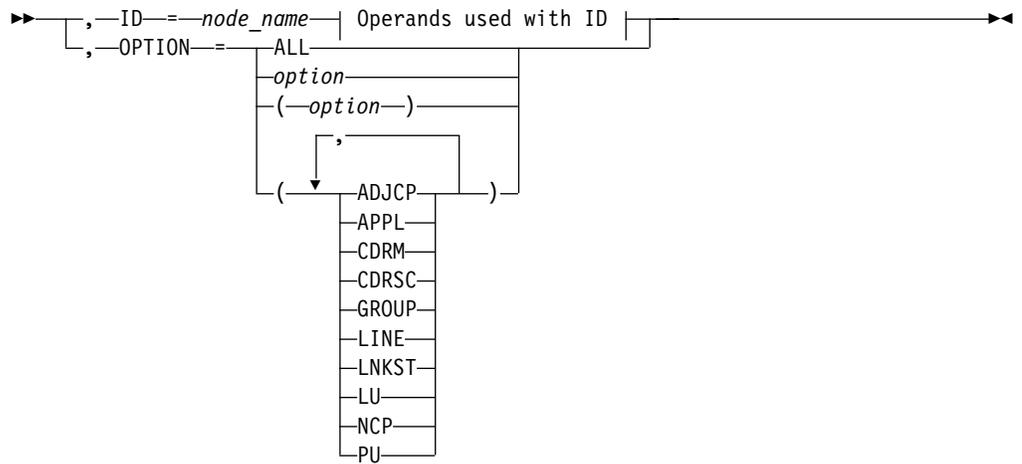 , ID = node_name Operands used with ID
, OPTION = ALL
option
( option )
,
( ADJCP )
APPL
CDRM
CDRSC
GROUP
LINE
LNKST
LU
NCP
PU